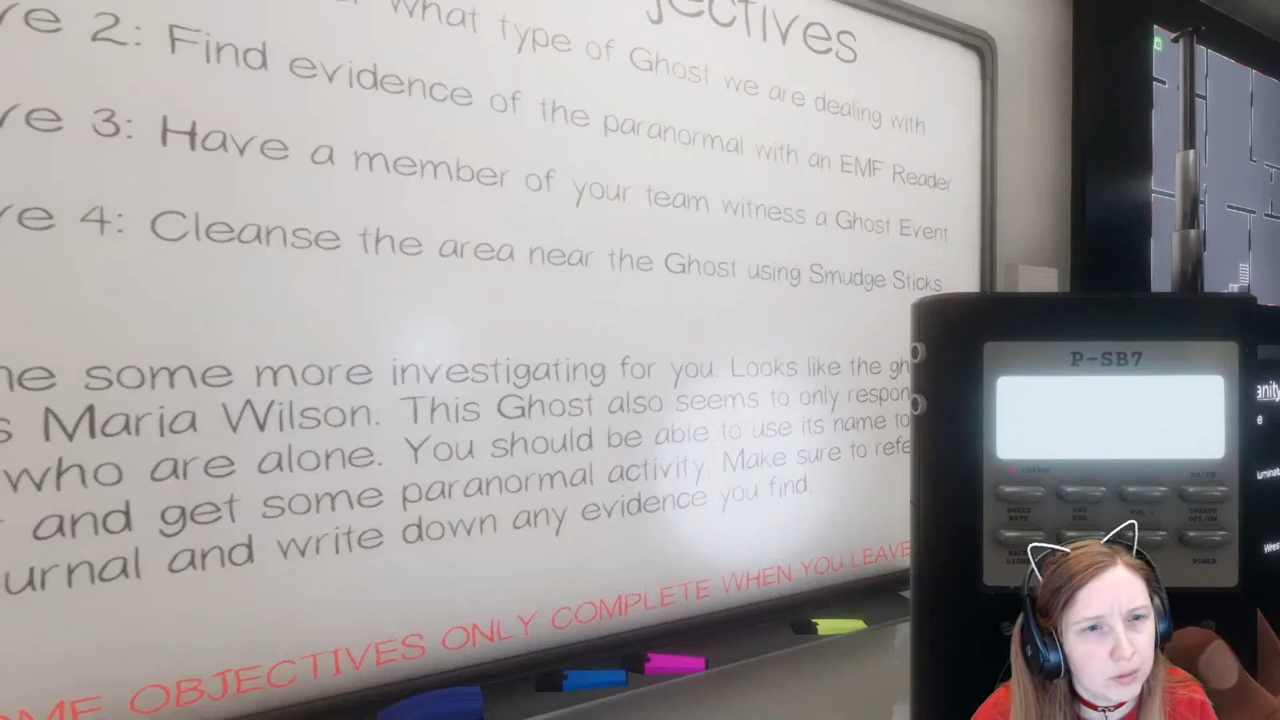 jectives
what type of Ghost we are dealing with
ve 2: Find evidence of the paranormal with an EMF Reader
ve 3: Have a member of your team witness a Ghost Event
ve 4: Cleanse the area near the Ghost using Smudge Sticks
ne some more investigating for you. Looks like the gh
s Maria Wilson. This Ghost also seems to only respon
who are alone. You should be able to use its name to
and get some paranormal activity. Make sure to refe
urnal and write down any evidence you find.
OME OBJECTIVES ONLY COMPLETE WHEN YOU LEAVE
P-SB7
POWER
anity